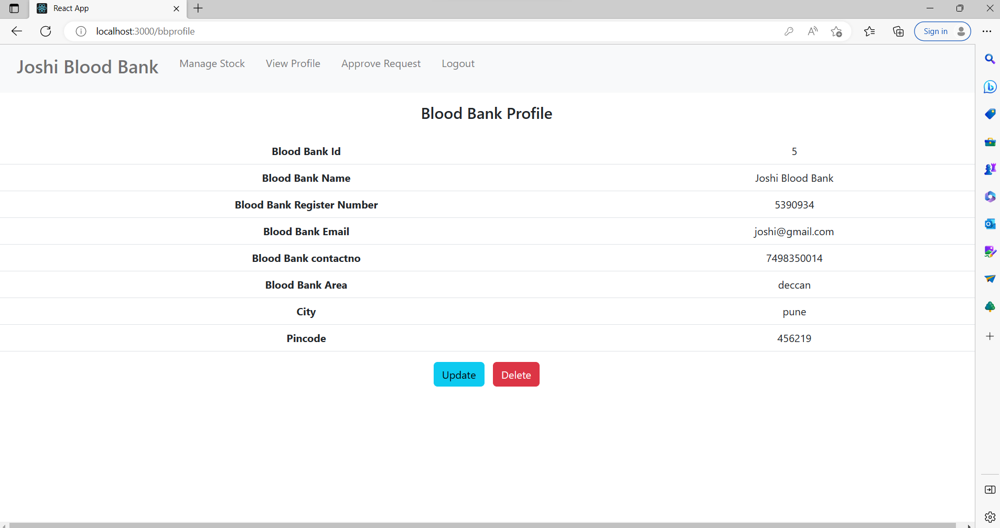 React App
localhost:3000/bbprofile
Sign in
Joshi Blood Bank Manage Stock View Profile Approve Request Logout
Blood Bank Profile
Blood Bank Id 5
Blood Bank Name Joshi Blood Bank
Blood Bank Register Number 5390934
Blood Bank Email joshi@gmail.com
Blood Bank contactno 7498350014
Blood Bank Area deccan
City pune
Pincode 456219
Update Delete